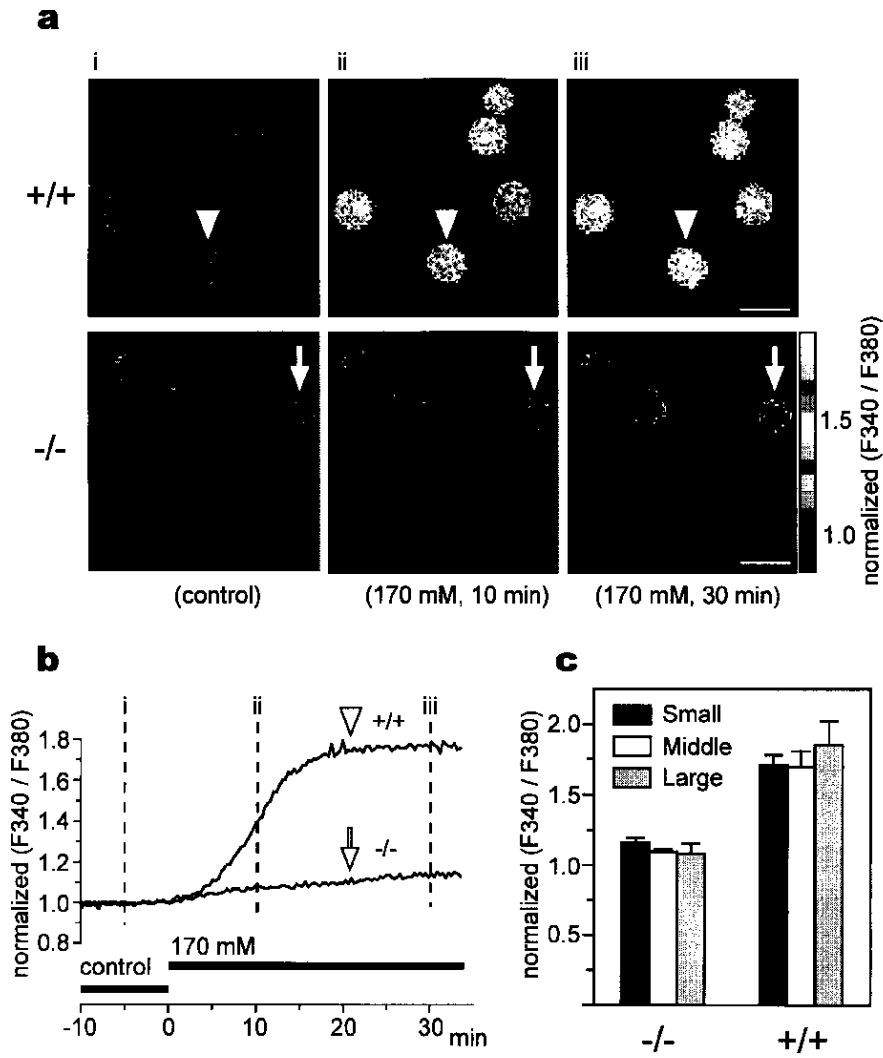 a
i ii iii
+/+
-/-
1.5
1.0
normalized (F340 / F380)
(control) (170 mM, 10 min) (170 mM, 30 min)
b
i ii iii
+/+
-/-
1.8
1.6
1.4
1.2
1.0
0.8
normalized (F340 / F380)
170 mM
control
-10 0 10 20 30 min
c
Small
Middle
Large
2.0
1.5
1.0
0.5
normalized (F340 / F380)
-/- +/+